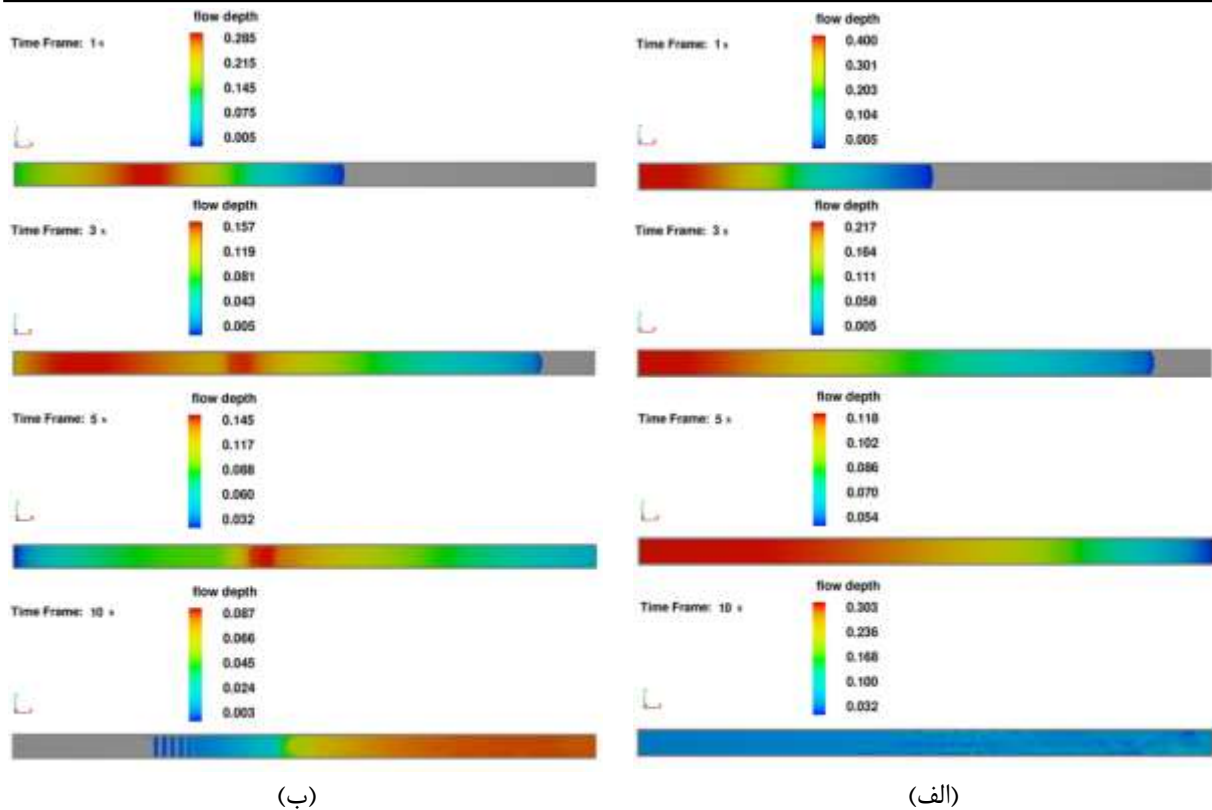 flow depth
Time Frame: 1 s
0.285
0.215
0.145
0.075
0.005
flow depth
Time Frame: 3 s
0.157
0.119
0.081
0.043
0.005
flow depth
Time Frame: 5 s
0.145
0.117
0.088
0.060
0.032
flow depth
Time Frame: 10 s
0.087
0.066
0.045
0.024
0.003
(ب)
flow depth
Time Frame: 1 s
0.400
0.301
0.203
0.104
0.005
flow depth
Time Frame: 3 s
0.217
0.164
0.111
0.058
0.005
flow depth
Time Frame: 5 s
0.118
0.102
0.086
0.070
0.054
flow depth
Time Frame: 10 s
0.303
0.236
0.168
0.100
0.032
(الف)